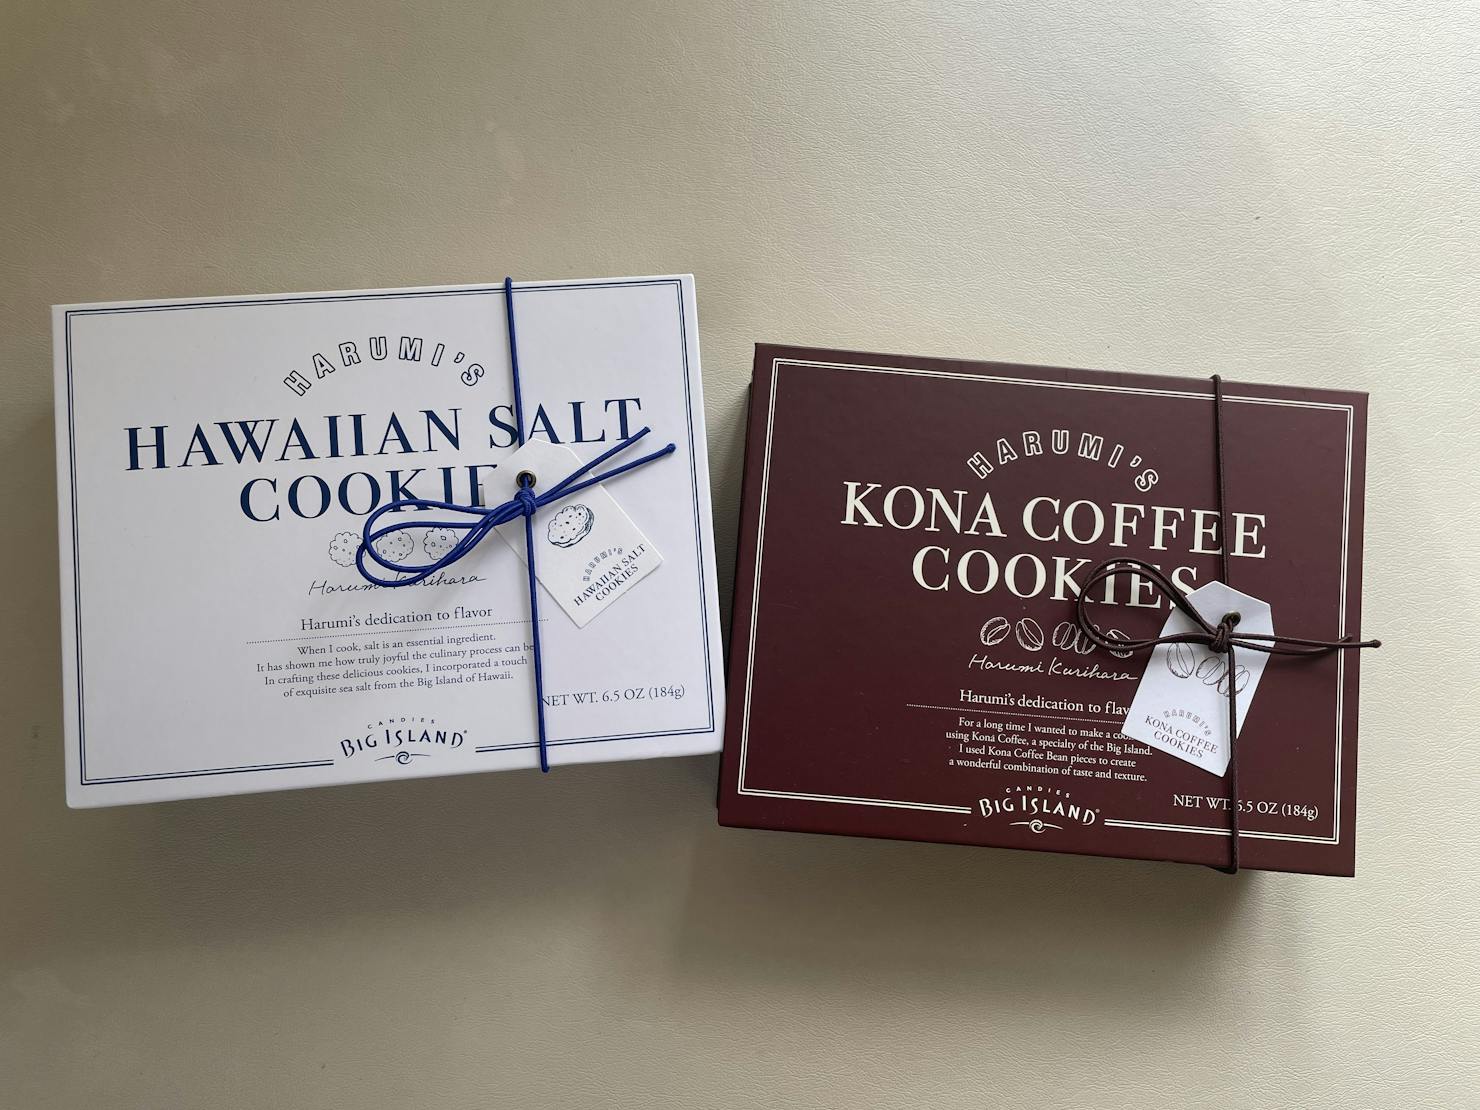 HARUMI'S
HAWAIIAN SALT
COOKIE
Harumi Kurihara
Harumi's dedication to flavor
When I cook, salt is an essential ingredient.
It has shown me how truly joyful the culinary process can be
In crafting these delicious cookies, I incorporated a touch
of exquisite sea salt from the Big Island of Hawaii.
NET WT. 6.5 OZ (184g)
CANDIES
BIG ISLAND®
HARUMI'S
HAWAIIAN SALT
COOKIES
HARUMI'S
KONA COFFEE
COOKIES
Harumi Kurihara
Harumi's dedication to flav
For a long time I wanted to make a coo
using Kona Coffee, a specialty of the Big Island.
I used Kona Coffee Bean pieces to create
a wonderful combination of taste and texture.
NET WT. 6.5 OZ (184g)
CANDIES
BIG ISLAND®
HARUMI'S
KONA COFFEE
COOKIES